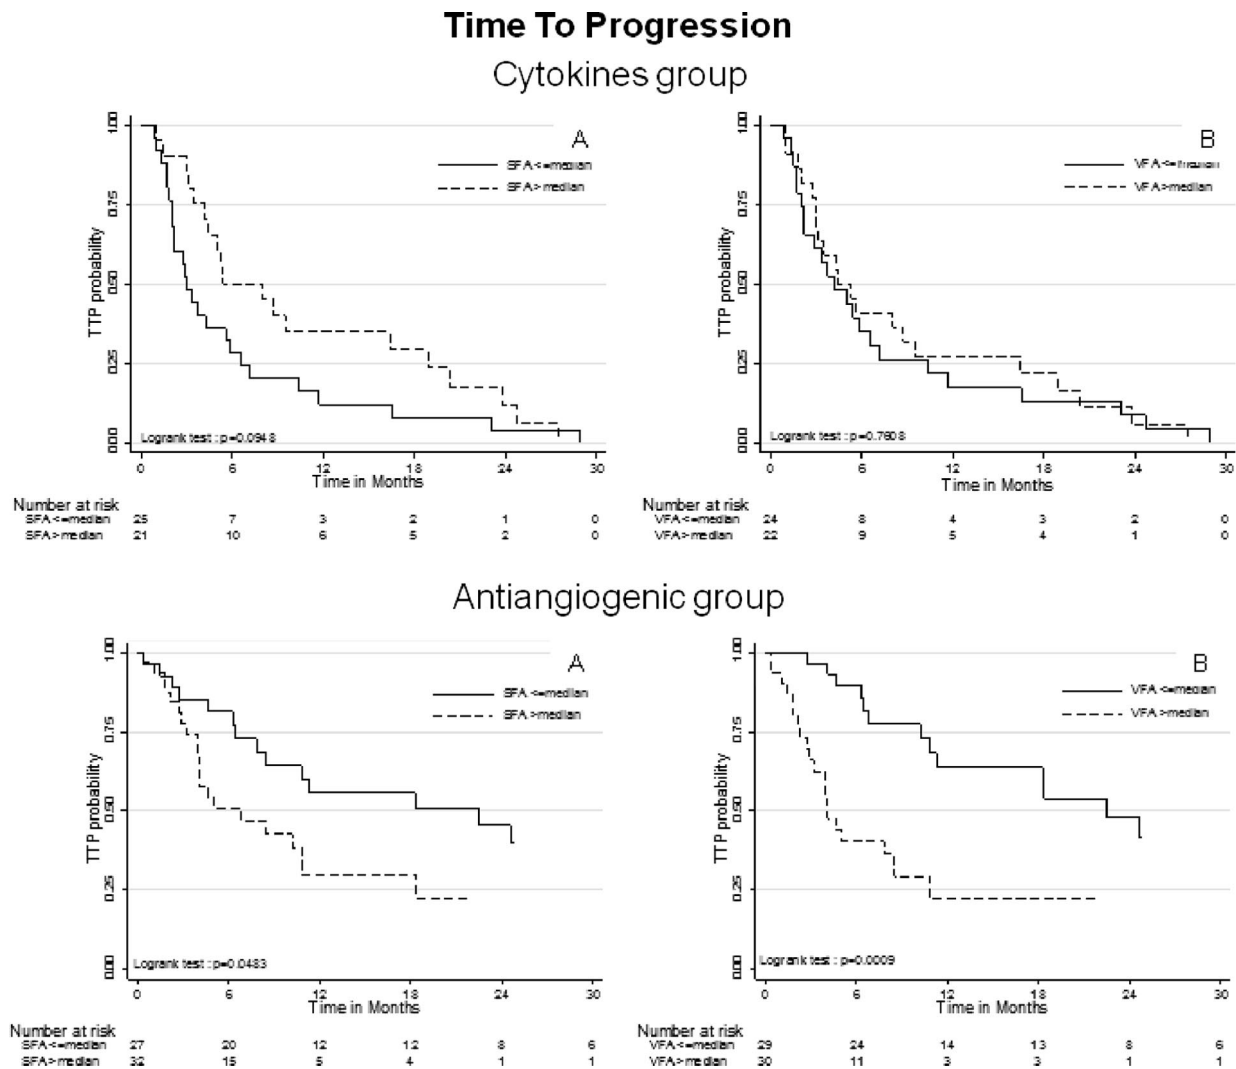 Time To Progression
Cytokines group
A
SFA <=median
SFA > median
TTP probability
1.00
0.75
0.50
0.25
0.00
Logrank test : p=0.0948
0 6 12 18 24 30
Time in Months
Number at risk
SFA <=median 25 7 3 2 1 0
SFA > median 21 10 6 5 2 0
B
VFA <=median
VFA >median
TTP probability
1.00
0.75
0.50
0.25
0.00
Logrank test : p=0.7608
0 6 12 18 24 30
Time in Months
Number at risk
VFA <=median 24 8 4 3 2 0
VFA >median 22 9 5 4 1 0
Antiangiogenic group
A
SFA <=median
SFA >median
TTP probability
1.00
0.75
0.50
0.25
0.00
Logrank test : p=0.0483
0 6 12 18 24 30
Time in Months
Number at risk
SFA <=median 27 20 12 12 8 6
SFA >median 32 15 5 4 1 1
B
VFA <=median
VFA >median
TTP probability
1.00
0.75
0.50
0.25
0.00
Logrank test : p=0.0009
0 6 12 18 24 30
Time in Months
Number at risk
VFA <=median 29 24 14 13 8 6
VFA >median 30 11 3 3 1 1